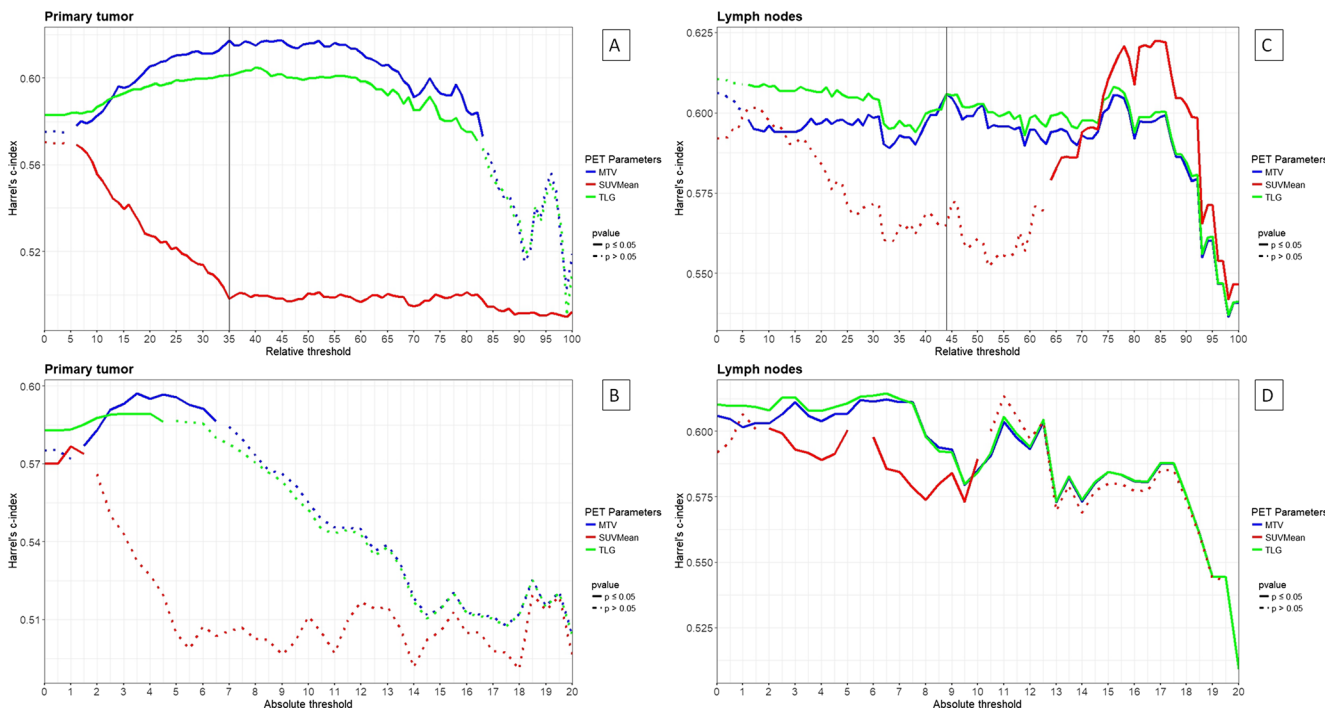 Primary tumor
A
0.60
0.56
0.52
Harrel's c-index
0 5 10 15 20 25 30 35 40 45 50 55 60 65 70 75 80 85 90 95 100
Relative threshold
PET Parameters
MTV
SUVMean
TLG
pvalue
p ≤ 0.05
p > 0.05
Lymph nodes
C
0.625
0.600
0.575
0.550
Harrel's c-index
0 5 10 15 20 25 30 35 40 45 50 55 60 65 70 75 80 85 90 95 100
Relative threshold
PET Parameters
MTV
SUVMean
TLG
pvalue
p ≤ 0.05
p > 0.05
Primary tumor
B
0.60
0.57
0.54
0.51
Harrel's c-index
0 1 2 3 4 5 6 7 8 9 10 11 12 13 14 15 16 17 18 19 20
Absolute threshold
PET Parameters
MTV
SUVMean
TLG
pvalue
p ≤ 0.05
p > 0.05
Lymph nodes
D
0.600
0.575
0.550
0.525
Harrel's c-index
0 1 2 3 4 5 6 7 8 9 10 11 12 13 14 15 16 17 18 19 20
Absolute threshold
PET Parameters
MTV
SUVMean
TLG
pvalue
p ≤ 0.05
p > 0.05